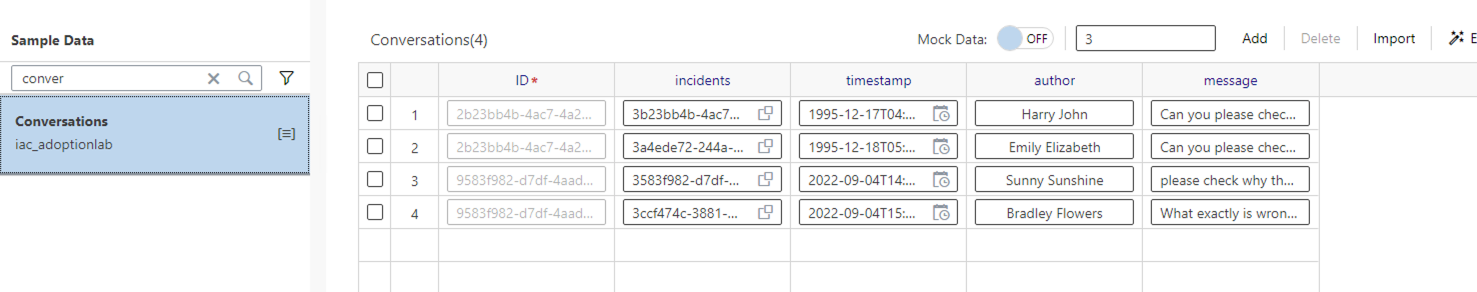 Sample Data
conver
Conversations
iac_adoptionlab
Conversations(4)
Mock Data: OFF 3 Add Delete Import E
ID* incidents timestamp author message
1 2b23bb4b-4ac7-4a2... 3b23bb4b-4ac7... 1995-12-17T04:... Harry John Can you please chec...
2 2b23bb4b-4ac7-4a2... 3a4ede72-244a-... 1995-12-18T05:... Emily Elizabeth Can you please chec...
3 9583f982-d7df-4aad... 3583f982-d7df-... 2022-09-04T14:... Sunny Sunshine please check why th...
4 9583f982-d7df-4aad... 3ccf474c-3881-... 2022-09-04T15:... Bradley Flowers What exactly is wron...